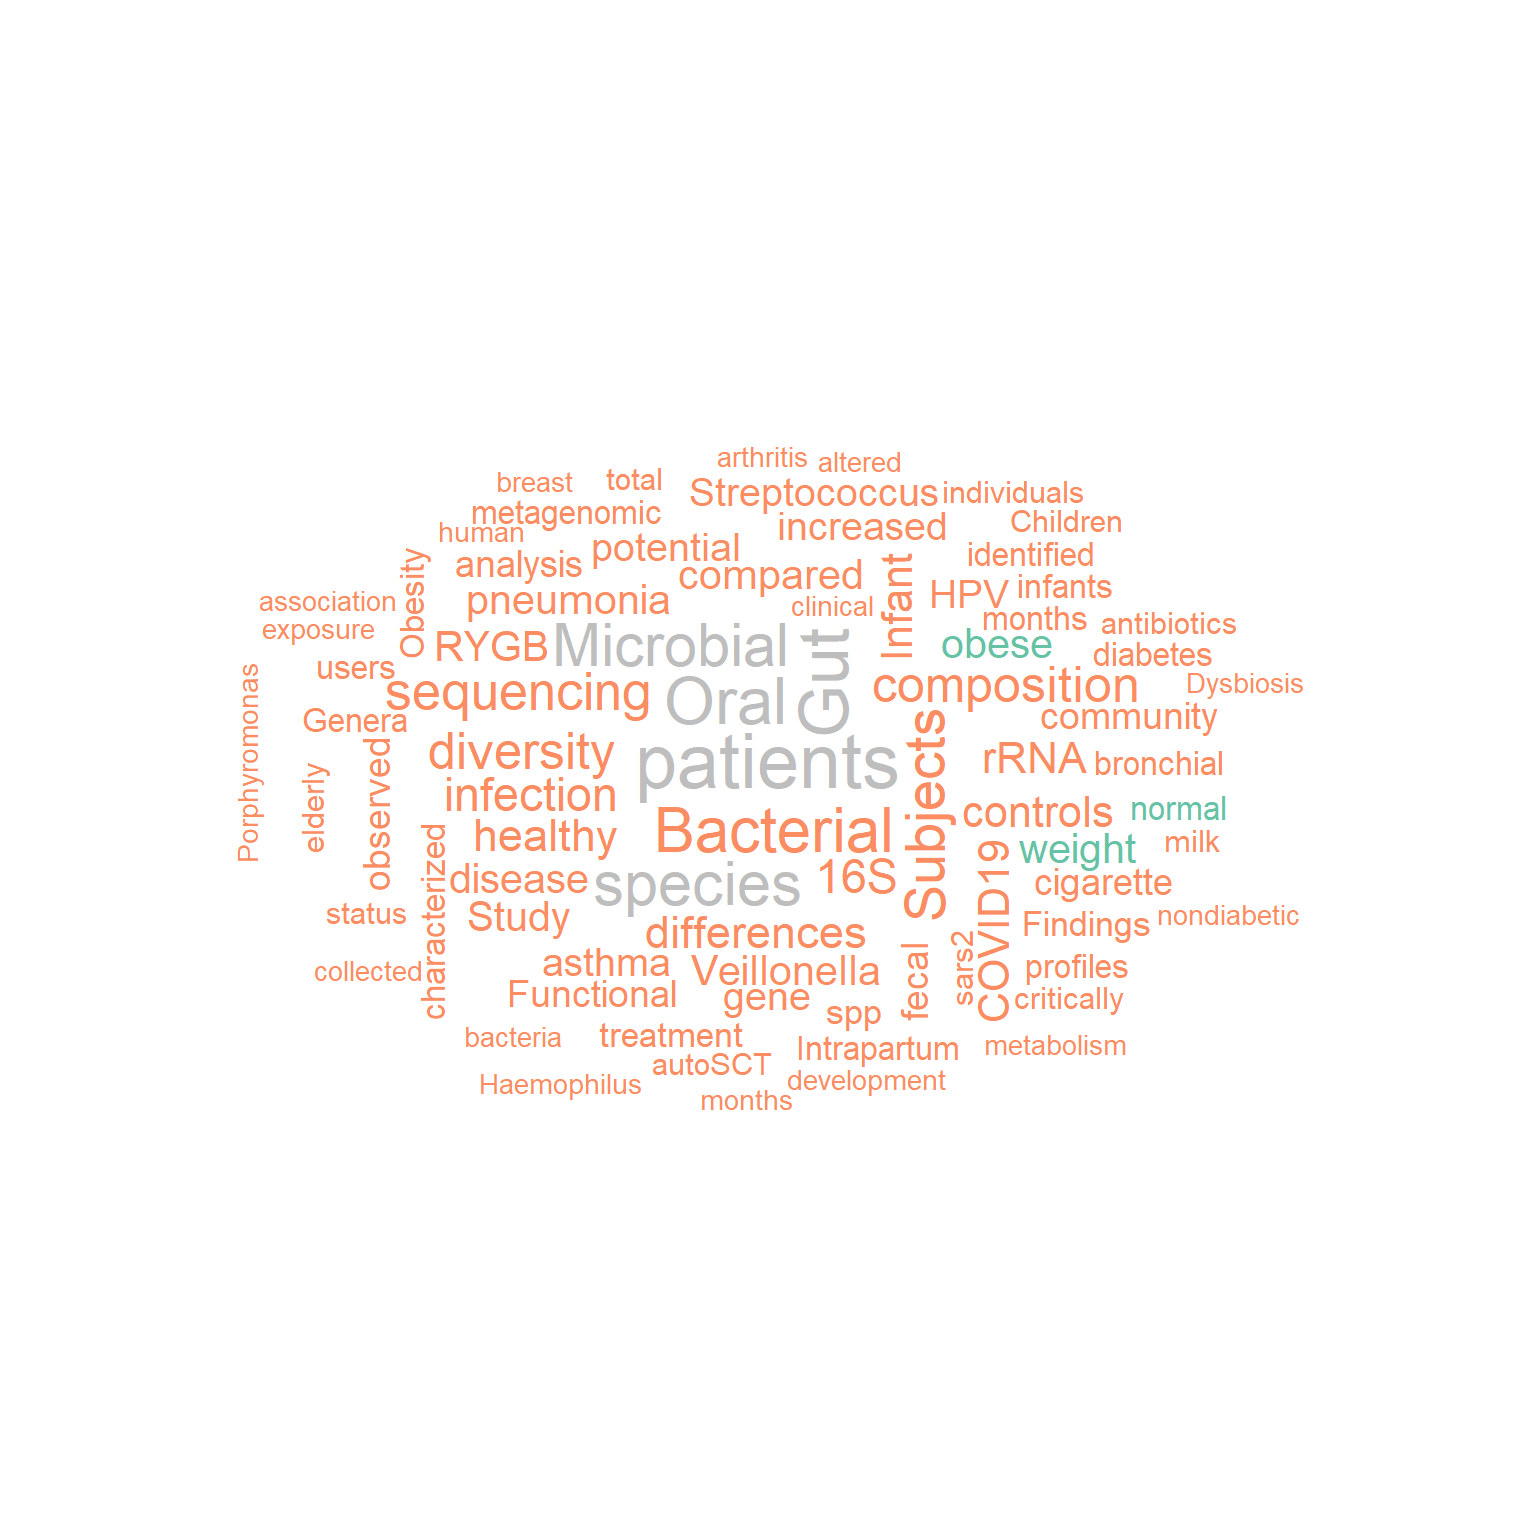 arthritis
altered
breast
total
Streptococcus
individuals
metagenomic
Children
human
increased
potential
identified
analysis
compared
Obesity
Infant
HPV
infants
pneumonia
association
clinical
months
exposure
antibiotics
RYGB
Microbial
Gut
obese
diabetes
users
sequencing
Oral
composition
Dysbiosis
Genera
community
Porphyromonas
diversity
patients
Subjects
rRNA
bronchial
elderly
observed
infection
controls
normal
healthy
Bacterial
weight
milk
disease
species
16S
COVID19
cigarette
status
characterized
Study
differences
Findings
nondiabetic
collected
asthma
Veillonella
fecal
sars2
profiles
Functional
gene
spp
critically
bacteria
treatment
Intrapartum
metabolism
autoSCT
Haemophilus
development
months